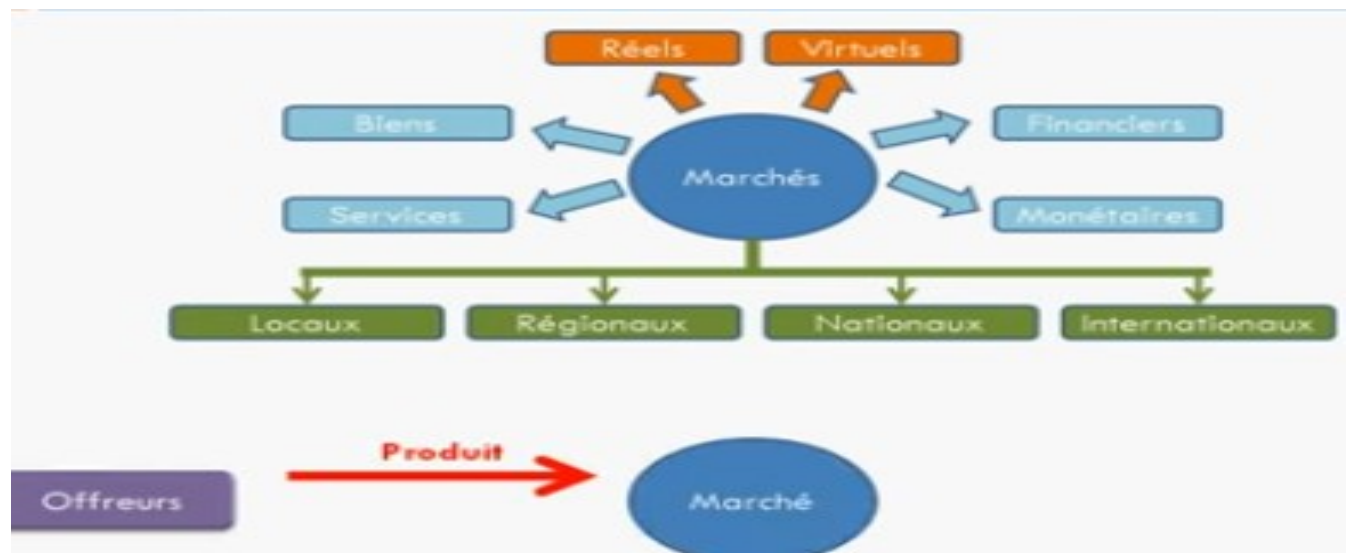 Réels Virtuels
Biens Financiers
Marchés
Services Monétaires
Locaux Régionaux Nationaux Internationaux
Produit
Offreurs Marché